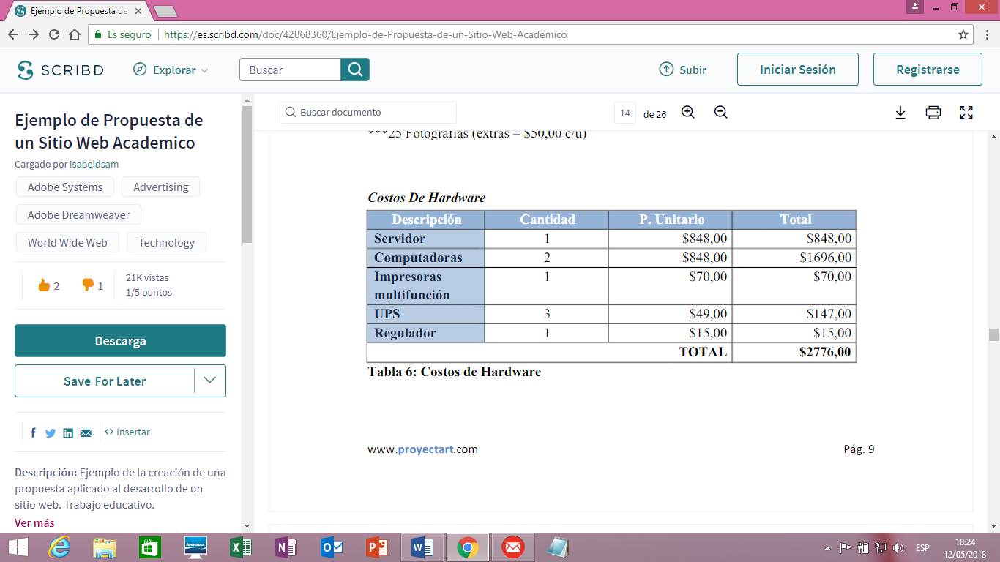 Ejemplo de Propuesta de
Es seguro https://es.scribd.com/doc/42868360/Ejemplo-de-Propuesta-de-un-Sitio-Web-Academico
SCRIBD Explorar Buscar Subir Iniciar Sesión Registrarse
Ejemplo de Propuesta de
un Sitio Web Academico
Cargado por isabeldsam
Adobe Systems Advertising
Adobe Dreamweaver
World Wide Web Technology
2 1 21K vistas
1/5 puntos
Descarga
Save For Later
Insertar
Descripción: Ejemplo de la creación de una
propuesta aplicado al desarrollo de un
sitio web. Trabajo educativo.
Ver más
Buscar documento 14 de 26
***25 Fotografías (extras = $50,00 c/u)
Costos De Hardware
Descripción Cantidad P. Unitario Total
Servidor 1 $848,00 $848,00
Computadoras 2 $848,00 $1696,00
Impresoras 1 $70,00 $70,00
multifunción
UPS 3 $49,00 $147,00
Regulador 1 $15,00 $15,00
TOTAL $2776,00
Tabla 6: Costos de Hardware
www.proyectart.com Pág. 9
lenovo
ESP 18:24
12/05/2018